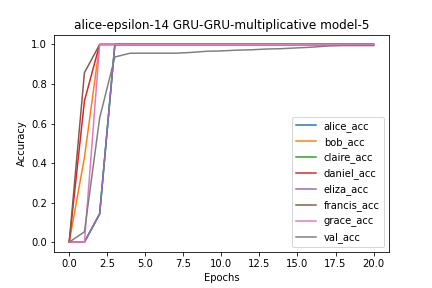 alice-epsilon-14 GRU-GRU-multiplicative model-5
1.0
0.8
0.6
0.4
0.2
0.0
Accuracy
alice_acc
bob_acc
claire_acc
daniel_acc
eliza_acc
francis_acc
grace_acc
val_acc
0.0 2.5 5.0 7.5 10.0 12.5 15.0 17.5 20.0
Epochs